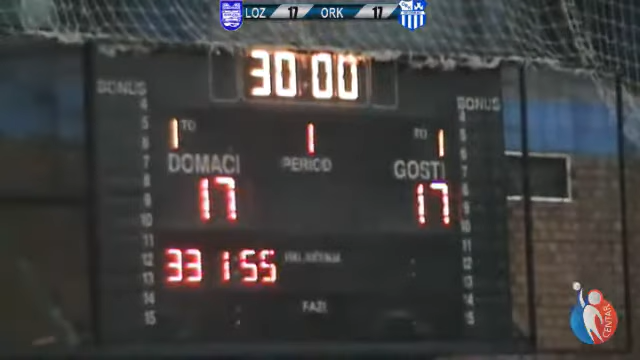 LOZ 17 ORK 17
30:00
BONUS BONUS
TO TO
1 1 1
DOMAĆI PERIOD GOSTI
17 17
33 1:55 ISKLJUČENJA
4 4
5 5
6 6
7 7
8 8
9 9
10 10
11 11
12 12
13 13
14 14
15 15
CENTAR